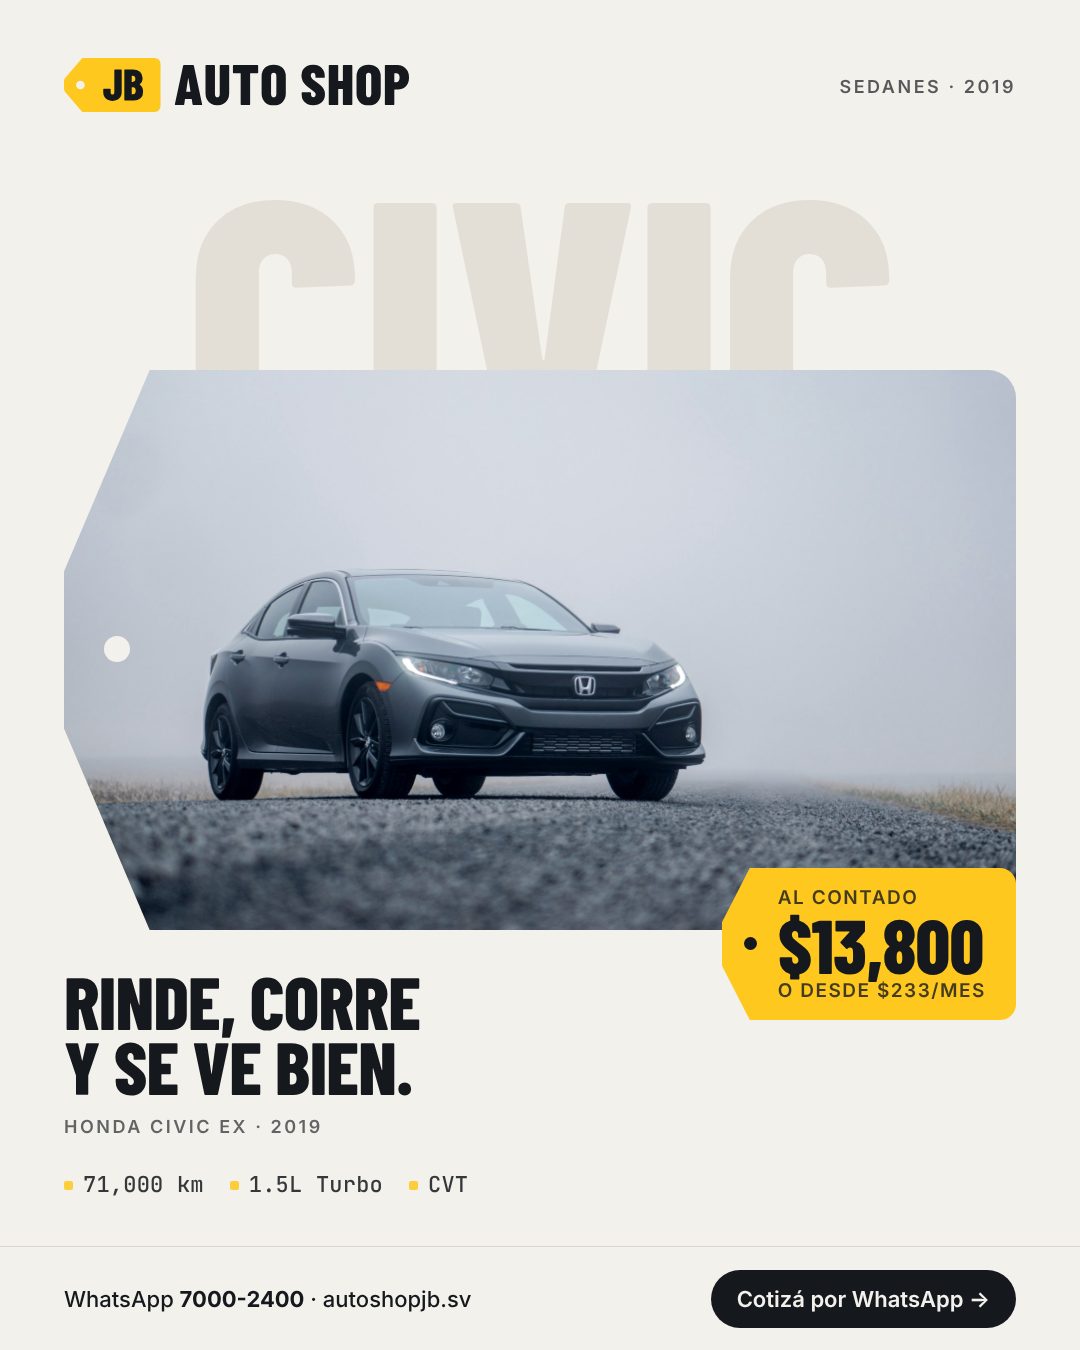 JB AUTO SHOP
SEDANES · 2019
CIVIC
AL CONTADO
$13,800
O DESDE $233/MES
RINDE, CORRE
Y SE VE BIEN.
HONDA CIVIC EX · 2019
71,000 km 1.5L Turbo CVT
WhatsApp 7000-2400 · autoshopjb.sv
Cotizá por WhatsApp →